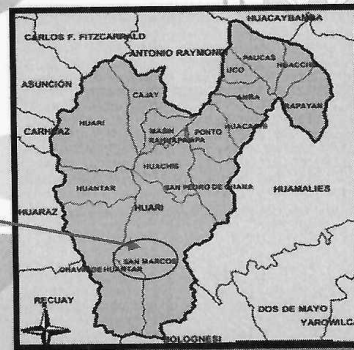 HUACAYBAMBA
CARLOS F. FITZCARRALD
ANTONIO RAYMONDI
PAUCAS
UCO
HUACCHIS
ASUNCIÓN
CAJAY
ANRA
RAPAYAN
HUARI
MASIN
PONTO
HUACACHIS
CARHUAZ
RAHUAPAMPA
HUACHIS
HUANTAR
SAN PEDRO DE CHANA
HUAMALIES
HUARAZ
HUARI
SAN MARCOS
CHAVIN DE HUANTAR
RECUAY
DOS DE MAYO
YAROWILCA
BOLOGNESI